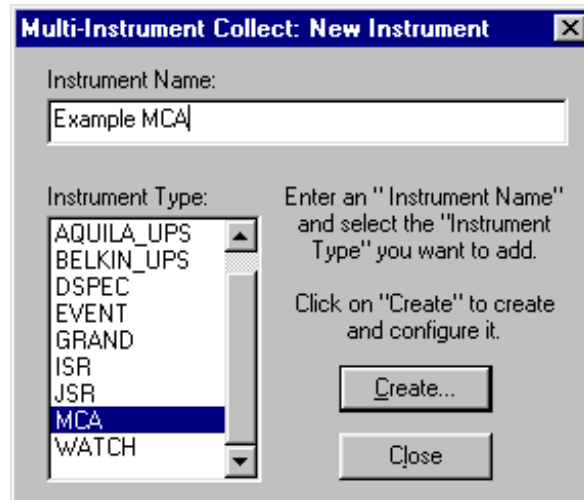 Multi-Instrument Collect: New Instrument
Instrument Name:
Example MCA
Instrument Type:
AQUILA_UPS
BELKIN_UPS
DSPEC
EVENT
GRAND
ISR
JSR
MCA
WATCH
Enter an " Instrument Name"
and select the "Instrument
Type" you want to add.
Click on "Create" to create
and configure it.
Create...
Close